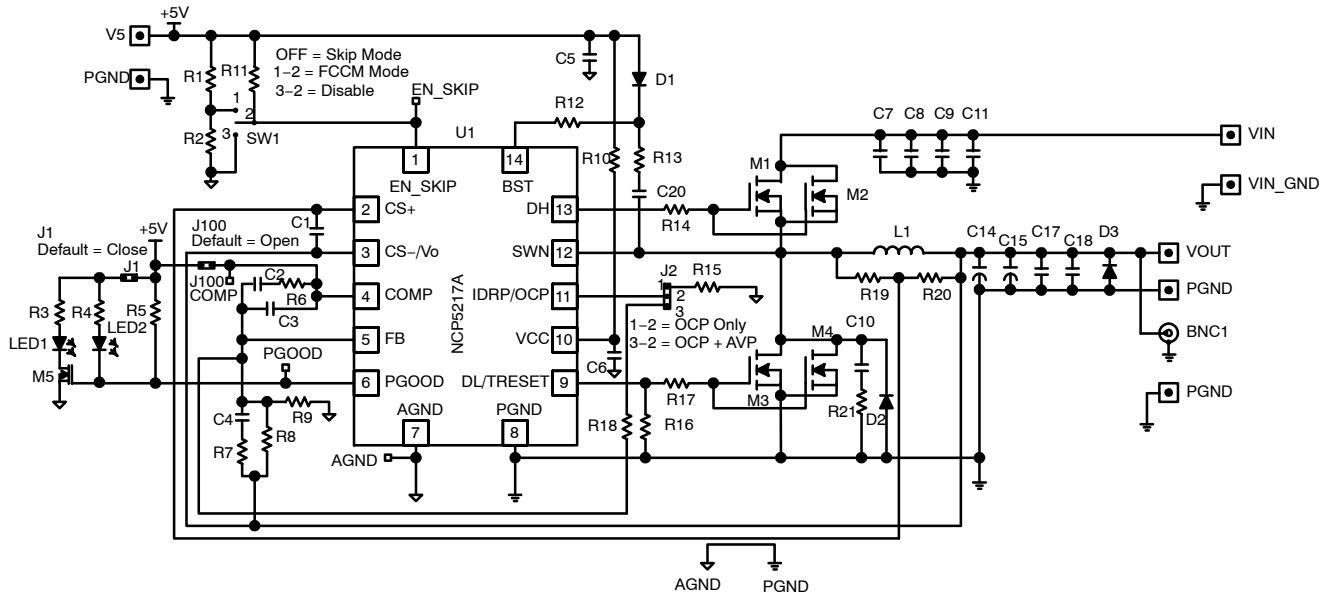 +5V
V5
PGND
R1
R11
OFF = Skip Mode
1−2 = FCCM Mode
3−2 = Disable
EN_SKIP
1
2
3
SW1
R2
C5
D1
R12
U1
R10
R13
1
14
EN_SKIP
BST
C7
C8
C9
C11
VIN
VIN_GND
M1
M2
C20
R14
2
CS+
DH
13
C1
J1
Default = Close
+5V
J100
Default = Open
3
CS−/Vo
SWN
12
L1
C14
C15
C17
C18
D3
VOUT
J1
J100
COMP
C2
R6
C3
4
COMP
IDRP/OCP
11
J2
1
2
3
R15
R19
R20
PGND
R3
R4
R5
LED1
LED2
NCP5217A
1−2 = OCP Only
3−2 = OCP + AVP
M4
C10
BNC1
5
FB
VCC
10
C6
M5
PGOOD
6
PGOOD
DL/TRESET
9
R17
M3
R21
D2
PGND
C4
R9
R7
R8
AGND
PGND
7
8
R18
R16
AGND
AGND
PGND